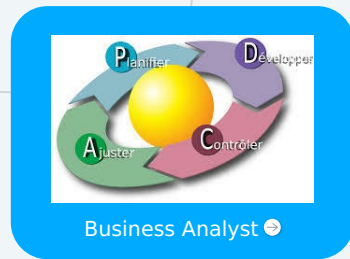 Planifier
Développer
Ajuster
Contrôler
Business Analyst